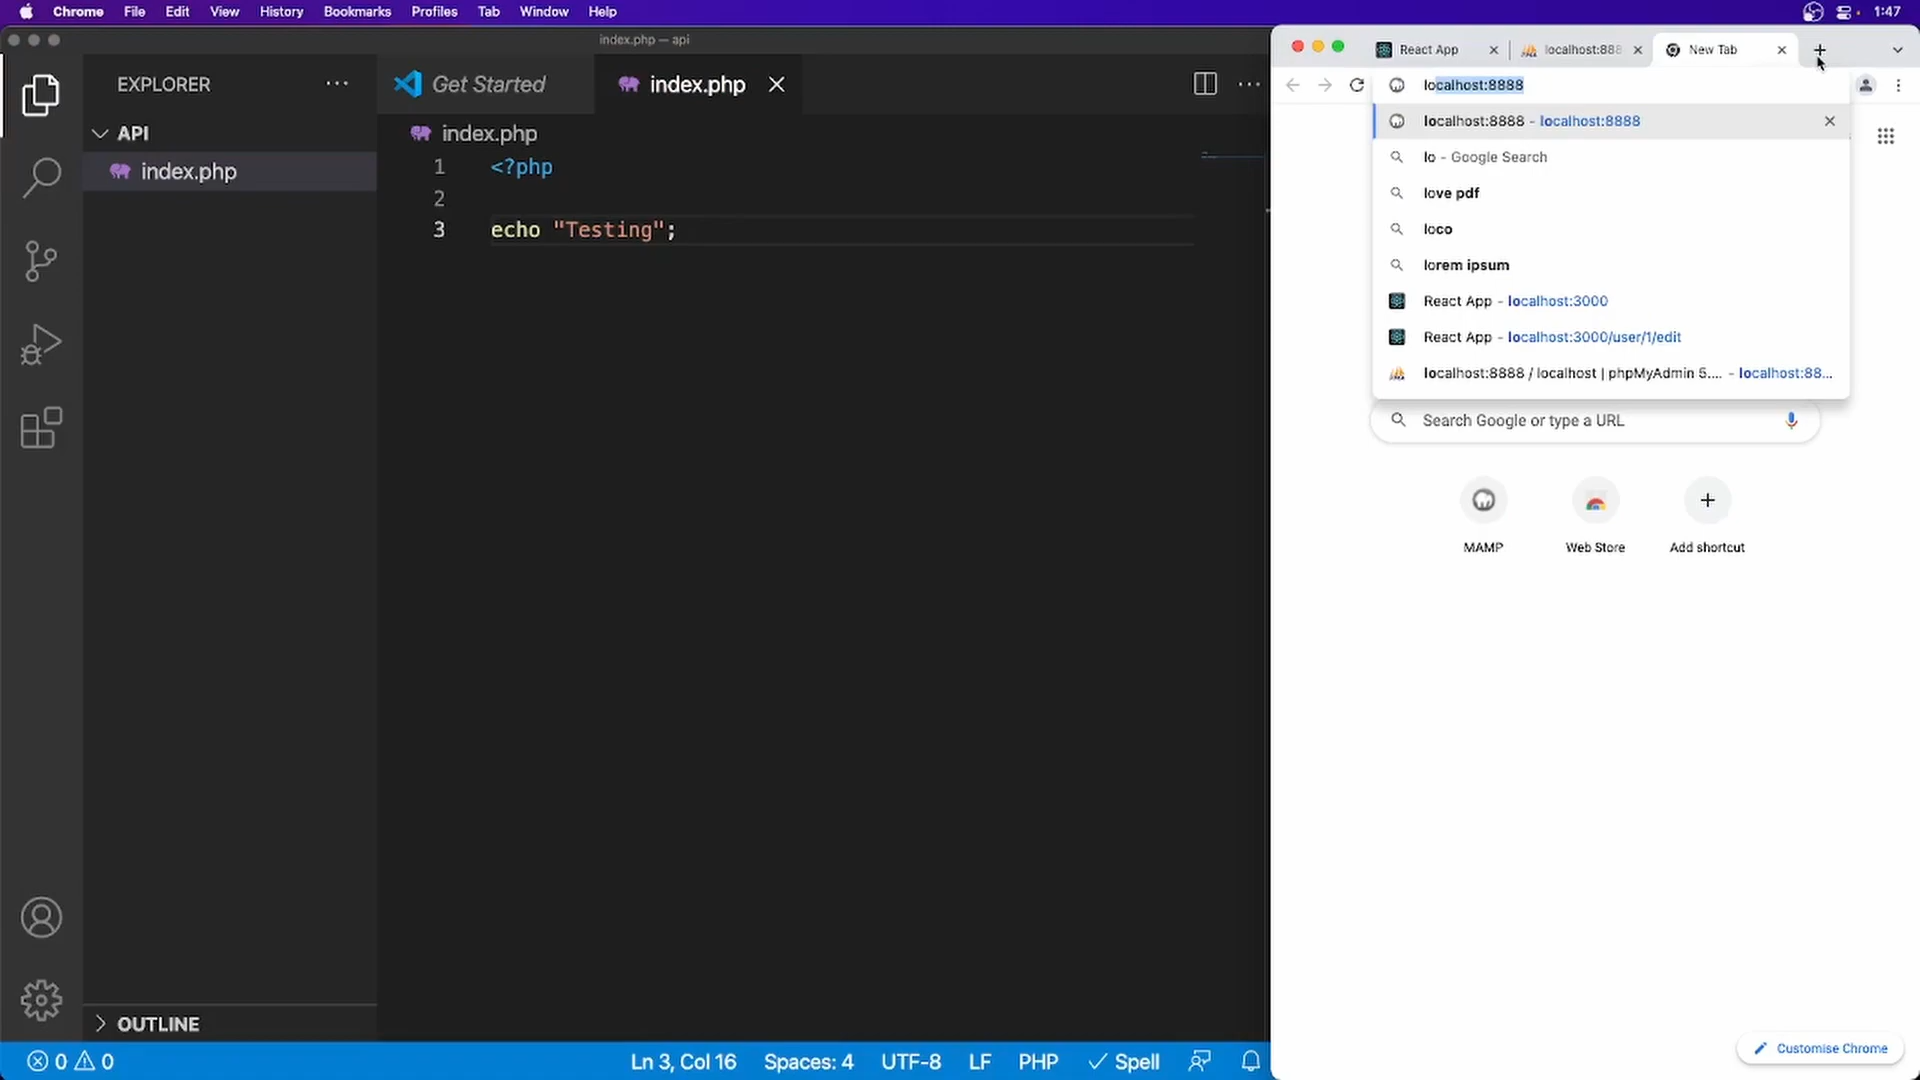 Chrome File Edit View History Bookmarks Profiles Tab Window Help 1:47
index.php — api
EXPLORER
API
index.php
OUTLINE
Get Started
index.php
index.php
1 <?php
2
3 echo "Testing";
0 0
Ln 3, Col 16 Spaces: 4 UTF-8 LF PHP Spell
React App localhost:888 New Tab
localhost:8888
localhost:8888 - localhost:8888
lo - Google Search
love pdf
loco
lorem ipsum
React App - localhost:3000
React App - localhost:3000/user/1/edit
localhost:8888 / localhost | phpMyAdmin 5.... - localhost:88...
Search Google or type a URL
MAMP Web Store Add shortcut
Customise Chrome